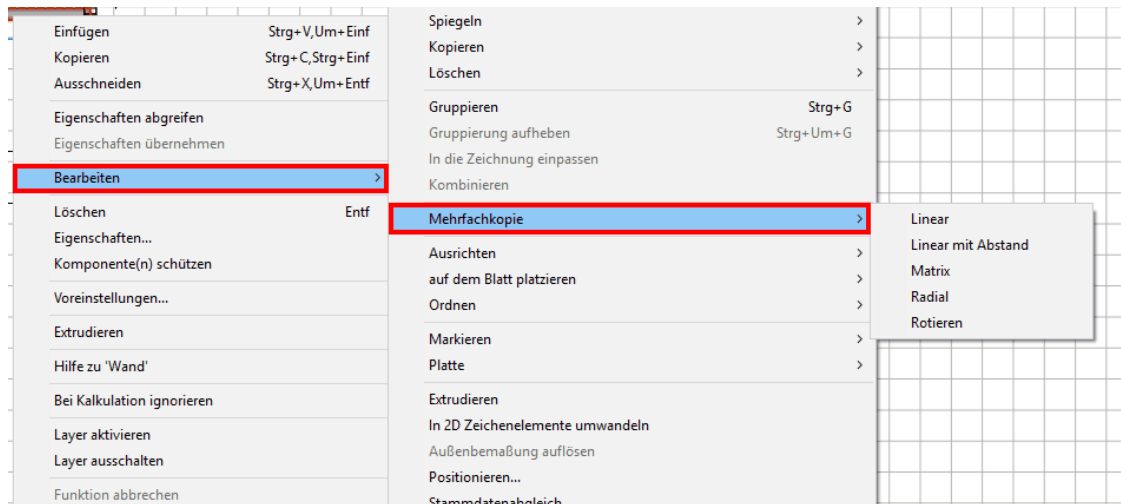 Einfügen Strg+V,Um+Einf
Kopieren Strg+C,Strg+Einf
Ausschneiden Strg+X,Um+Entf
Eigenschaften abgreifen
Eigenschaften übernehmen
Bearbeiten >
Löschen Entf
Eigenschaften...
Komponente(n) schützen
Voreinstellungen...
Extrudieren
Hilfe zu 'Wand'
Bei Kalkulation ignorieren
Layer aktivieren
Layer ausschalten
Funktion abbrechen
Spiegeln >
Kopieren >
Löschen >
Gruppieren Strg+G
Gruppierung aufheben Strg+Um+G
In die Zeichnung einpassen
Kombinieren
Mehrfachkopie >
Ausrichten >
auf dem Blatt platzieren >
Ordnen >
Markieren >
Platte >
Extrudieren
In 2D Zeichenelemente umwandeln
Außenbemaßung auflösen
Positionieren...
Stammdatenabgleich
Linear
Linear mit Abstand
Matrix
Radial
Rotieren